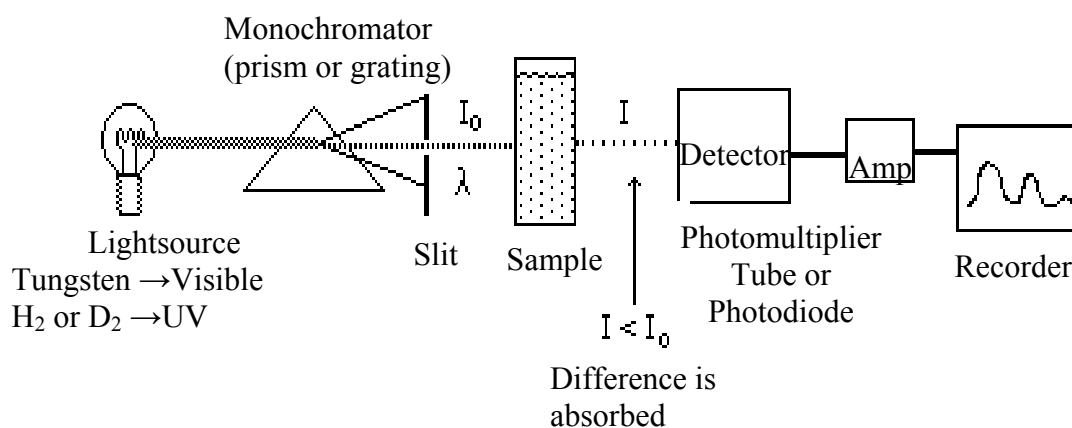 Monochromator
(prism or grating)
I₀
λ
I
Detector
Amp
Lightsource
Tungsten →Visible
H₂ or D₂ →UV
Slit
Sample
Photomultiplier
Tube or
Photodiode
Recorder
I < I₀
Difference is
absorbed